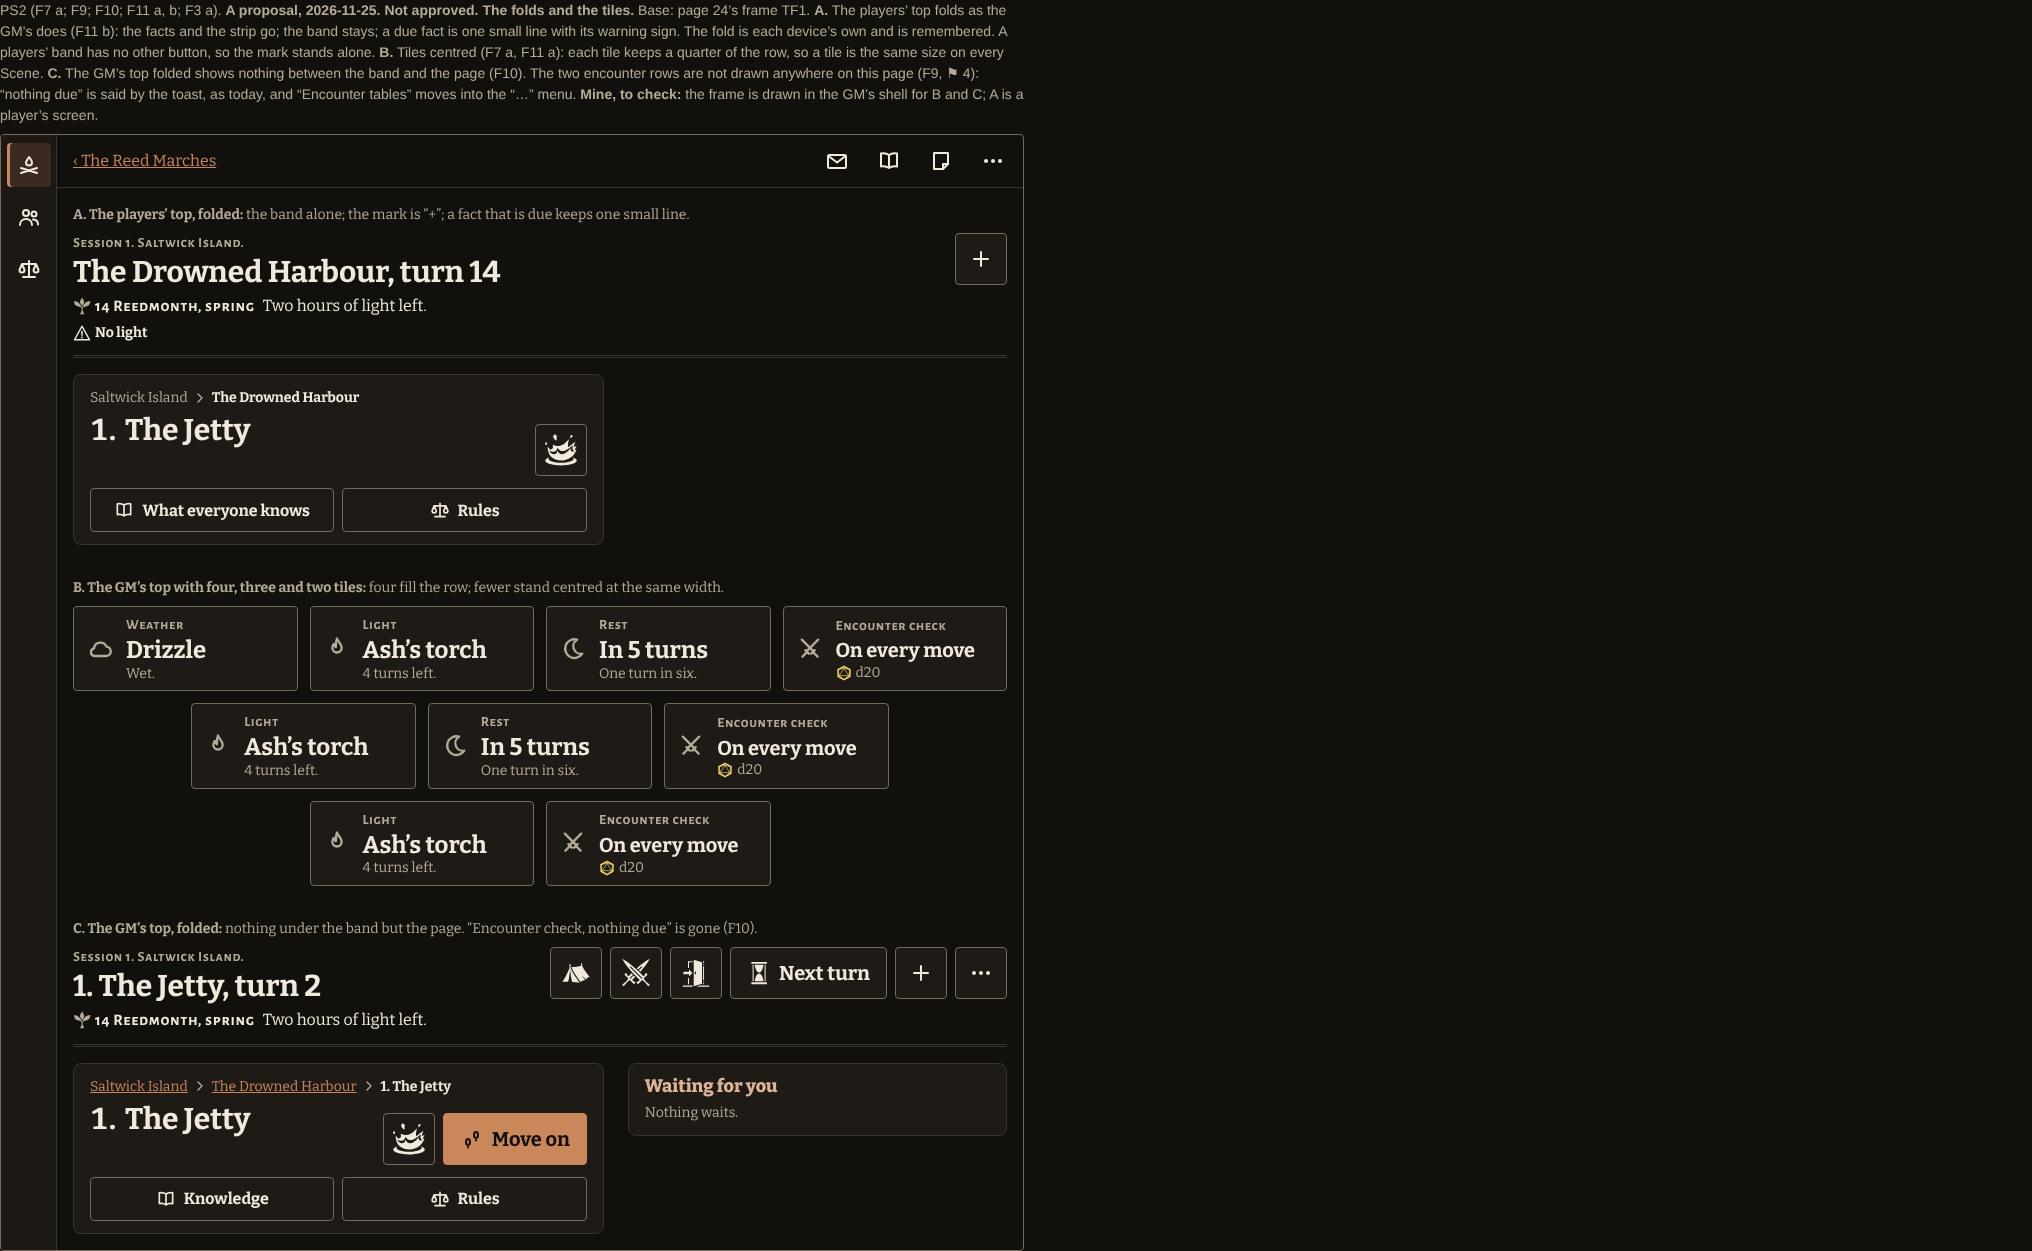 PS2 (F7 a; F9; F10; F11 a, b; F3 a). A proposal, 2026-11-25. Not approved. The folds and the tiles. Base: page 24's frame TF1. A. The players' top folds as the
GM's does (F11 b): the facts and the strip go; the band stays; a due fact is one small line with its warning sign. The fold is each device's own and is remembered. A
players' band has no other button, so the mark stands alone. B. Tiles centred (F7 a, F11 a): each tile keeps a quarter of the row, so a tile is the same size on every
Scene. C. The GM's top folded shows nothing between the band and the page (F10). The two encounter rows are not drawn anywhere on this page (F9, ⚑ 4):
“nothing due” is said by the toast, as today, and “Encounter tables” moves into the “…” menu. Mine, to check: the frame is drawn in the GM's shell for B and C; A is a
player's screen.
‹ The Reed Marches
A. The players’ top, folded: the band alone; the mark is “+”; a fact that is due keeps one small line.
Session 1. Saltwick Island.
The Drowned Harbour, turn 14
14 Reedmonth, spring Two hours of light left.
No light
Saltwick Island > The Drowned Harbour
1. The Jetty
What everyone knows
Rules
B. The GM’s top with four, three and two tiles: four fill the row; fewer stand centred at the same width.
Weather
Drizzle
Wet.
Light
Ash’s torch
4 turns left.
Rest
In 5 turns
One turn in six.
Encounter check
On every move
d20
Light
Ash’s torch
4 turns left.
Rest
In 5 turns
One turn in six.
Encounter check
On every move
d20
Light
Ash’s torch
4 turns left.
Encounter check
On every move
d20
C. The GM’s top, folded: nothing under the band but the page. “Encounter check, nothing due” is gone (F10).
Session 1. Saltwick Island.
1. The Jetty, turn 2
Next turn
14 Reedmonth, spring Two hours of light left.
Saltwick Island > The Drowned Harbour > 1. The Jetty
1. The Jetty
Move on
Knowledge
Rules
Waiting for you
Nothing waits.